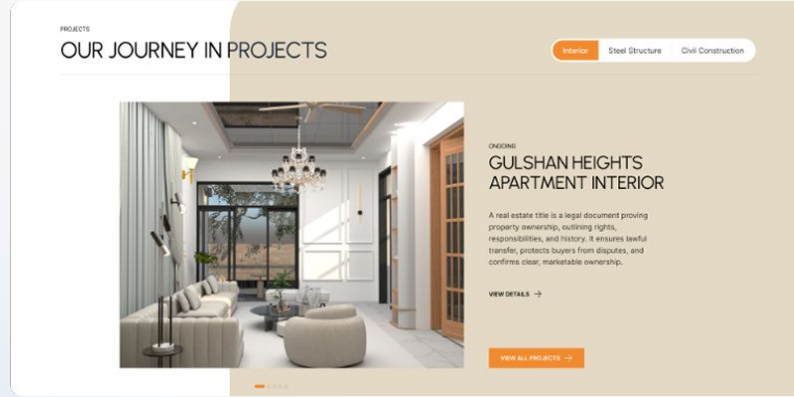 PROJECTS
OUR JOURNEY IN PROJECTS
Interior
Steel Structure
Civil Construction
ONGOING
GULSHAN HEIGHTS
APARTMENT INTERIOR
A real estate title is a legal document proving
property ownership, outlining rights,
responsibilities, and history. It ensures lawful
transfer, protects buyers from disputes, and
confirms clear, marketable ownership.
VIEW DETAILS
VIEW ALL PROJECTS